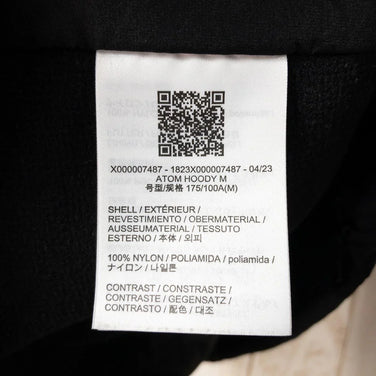 X000007487 - 1823X000007487 - 04/23
ATOM HOODY M
号型/规格 175/100A(M)
SHELL / EXTÉRIEUR /
REVESTIMIENTO / OBERMATERIAL /
AUSSEUMATERIAL / TESSUTO
ESTERNO / 本体 / 외피
100% NYLON / POLIAMIDA / poliamida /
ナイロン / 나일론
CONTRAST / CONSTRASTE /
CONTRASTE / GEGENSATZ /
CONTRASTO / 配色 / 대조